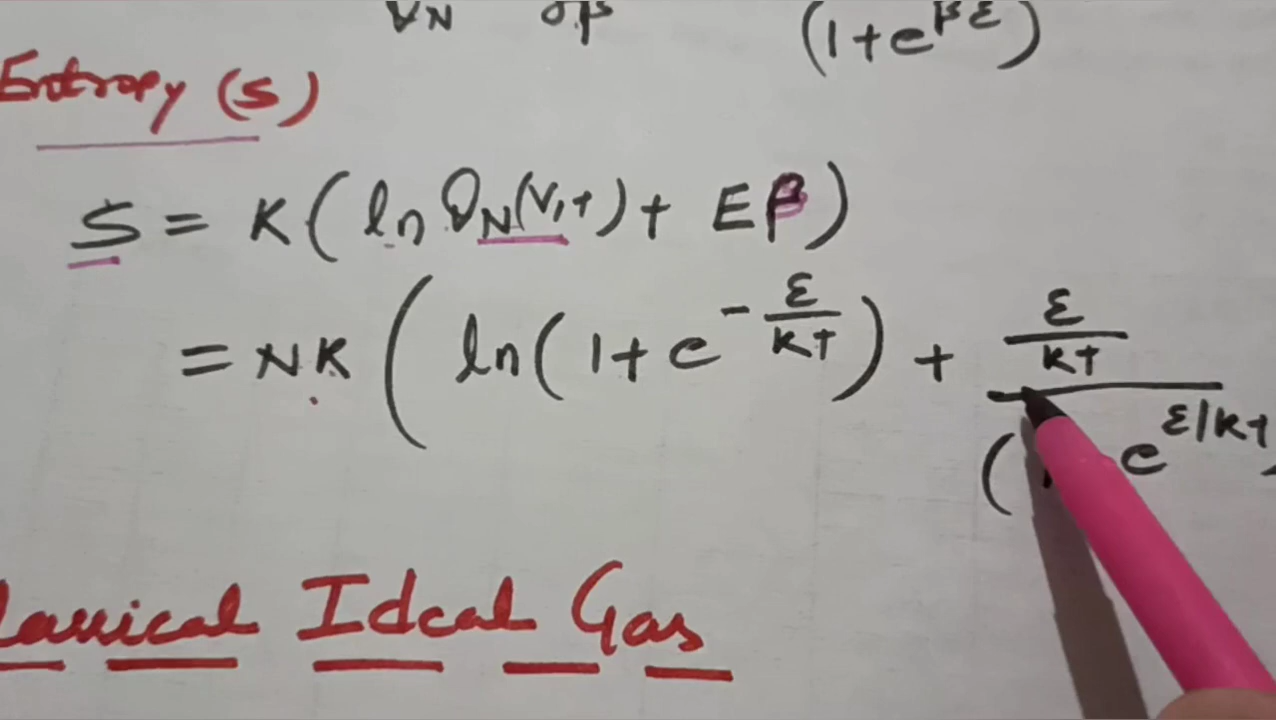 (1+e^βε)
Entropy (S)
S = K ( ln Q_N(V,T) + Eβ )
= NK ( ln ( 1 + e^(-ε/KT) ) + (ε/KT) / ( e^(ε/KT)
Classical Ideal Gas